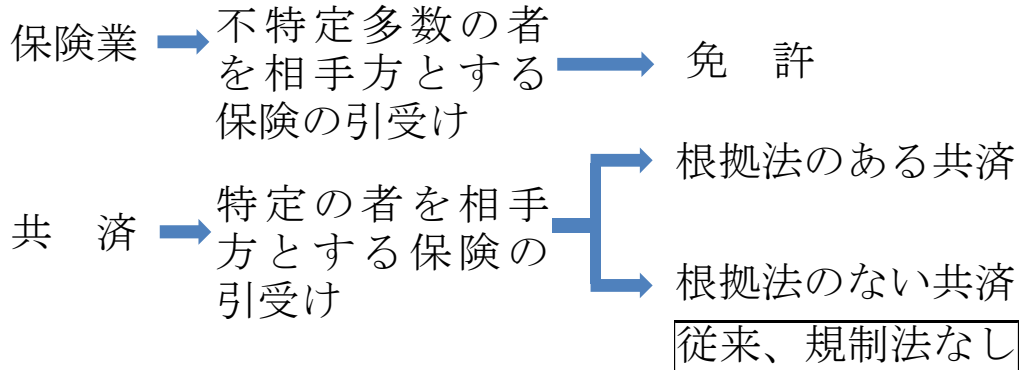 保険業
不特定多数の者
を相手方とする
保険の引受け
免　許
共　済
特定の者を相手
方とする保険の
引受け
根拠法のある共済
根拠法のない共済
従来、規制法なし